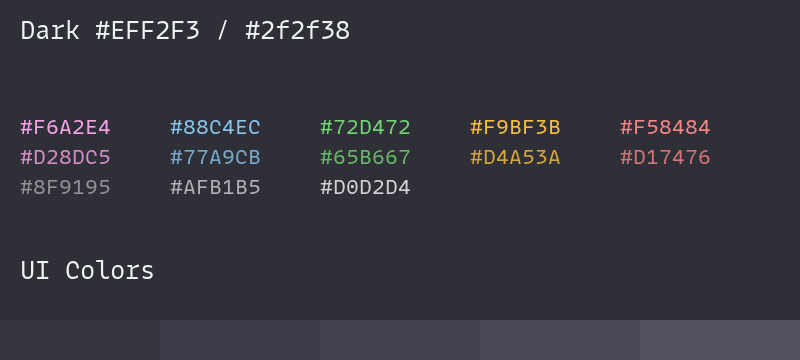 Dark #EFF2F3 / #2f2f38
#F6A2E4 #88C4EC #72D472 #F9BF3B #F58484
#D28DC5 #77A9CB #65B667 #D4A53A #D17476
#8F9195 #AFB1B5 #D0D2D4
UI Colors